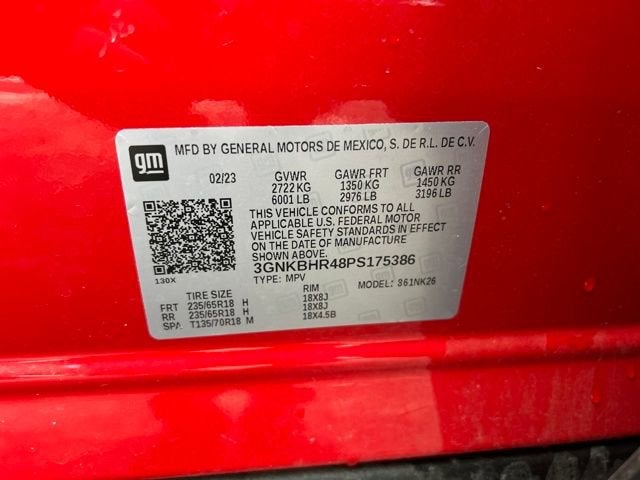 gm MFD BY GENERAL MOTORS DE MEXICO, S. DE R.L. DE C.V.
02/23 GVWR GAWR FRT GAWR RR
2722 KG 1350 KG 1450 KG
6001 LB 2976 LB 3196 LB
THIS VEHICLE CONFORMS TO ALL
APPLICABLE U.S. FEDERAL MOTOR
VEHICLE SAFETY STANDARDS IN EFFECT
ON THE DATE OF MANUFACTURE SHOWN ABOVE.
3GNKBHR48PS175386
130X TYPE: MPV MODEL: 861NK26
TIRE SIZE RIM
FRT 235/65R18 H 18X8J
RR 235/65R18 H 18X8J
SPA T135/70R18 M 18X4.5B